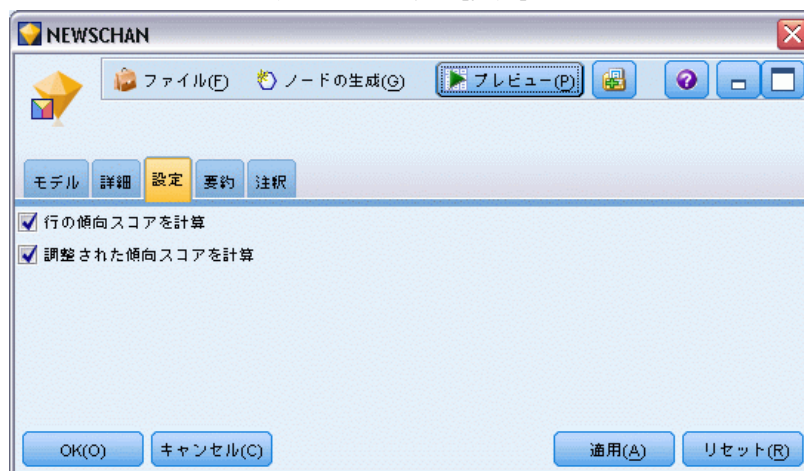 NEWSCHAN
ファイル(F) ノードの生成(G) プレビュー(P)
モデル 詳細 設定 要約 注釈
行の傾向スコアを計算
調整された傾向スコアを計算
OK(O) キャンセル(C) 適用(A) リセット(R)